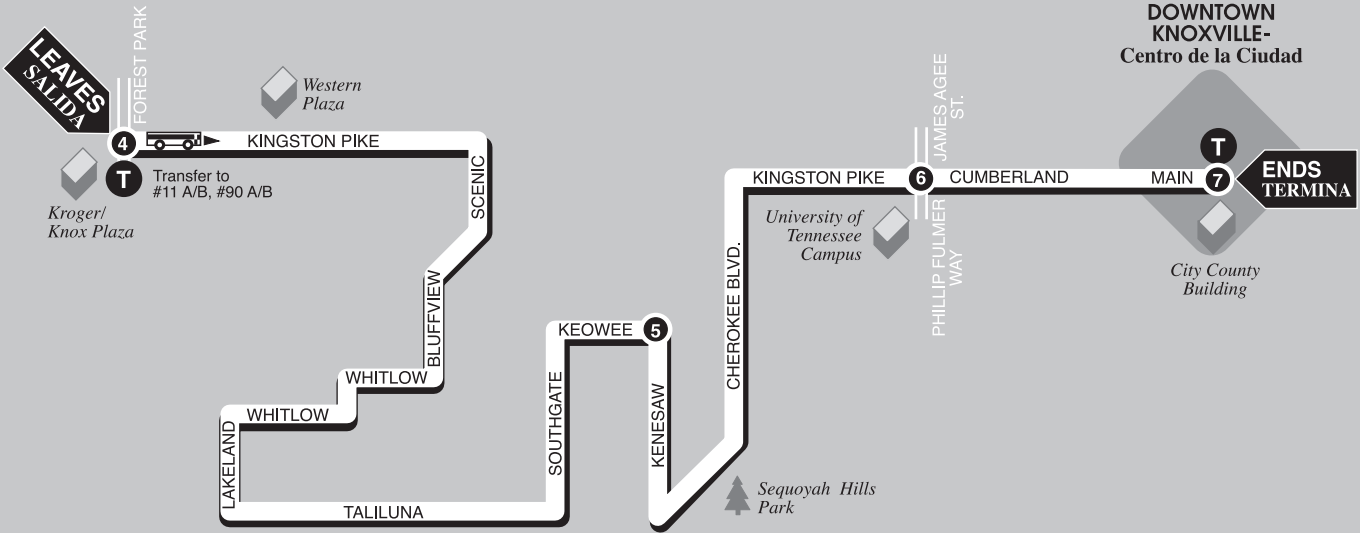 LEAVES
SALIDA
FOREST PARK
4
T
Transfer to
#11 A/B, #90 A/B
Kroger/
Knox Plaza
Western
Plaza
KINGSTON PIKE
SCENIC
BLUFFVIEW
WHITLOW
WHITLOW
LAKELAND
TALILUNA
SOUTHGATE
KEOWEE
5
KENESAW
CHEROKEE BLVD.
Sequoyah Hills
Park
KINGSTON PIKE
6
JAMES AGEE
ST.
PHILLIP FULMER
WAY
University of
Tennessee
Campus
CUMBERLAND
MAIN
DOWNTOWN
KNOXVILLE-
Centro de la Ciudad
T
7
ENDS
TERMINA
City County
Building